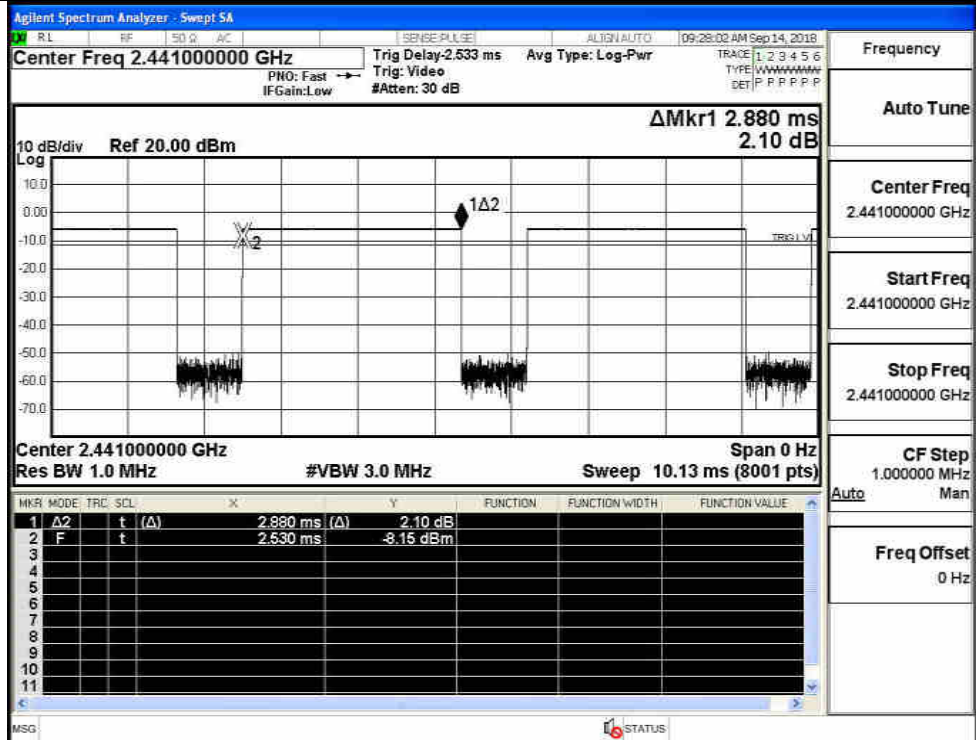 Agilent Spectrum Analyzer - Swept SA
RL RF 50 Ω AC SENSE:PULSE ALIGN AUTO 09:28:02 AM Sep 14, 2018
Center Freq 2.441000000 GHz Trig Delay-2.533 ms Avg Type: Log-Pwr TRACE 1 2 3 4 5 6
PNO: Fast Trig: Video TYPE WWWWWW
IFGain:Low #Atten: 30 dB DET P P P P P P
ΔMkr1 2.880 ms
2.10 dB
10 dB/div Ref 20.00 dBm
Log
10.0
0.00
-10.0
-20.0
-30.0
-40.0
-50.0
-60.0
-70.0
1Δ2
2
TRIG LVL
Center 2.441000000 GHz Span 0 Hz
Res BW 1.0 MHz #VBW 3.0 MHz Sweep 10.13 ms (8001 pts)
MKR MODE TRC SCL X Y FUNCTION FUNCTION WIDTH FUNCTION VALUE
1 Δ2 t (Δ) 2.880 ms (Δ) 2.10 dB
2 F t 2.530 ms -8.15 dBm
3
4
5
6
7
8
9
10
11
MSG STATUS
Frequency
Auto Tune
Center Freq
2.441000000 GHz
Start Freq
2.441000000 GHz
Stop Freq
2.441000000 GHz
CF Step
1.000000 MHz
Auto Man
Freq Offset
0 Hz